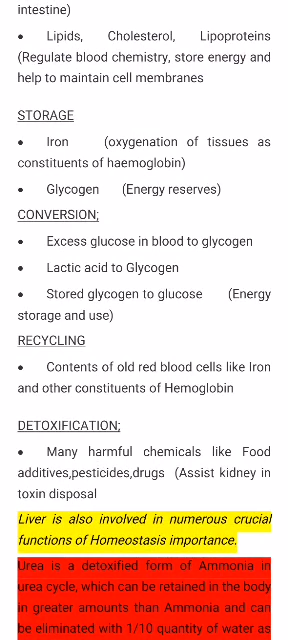 intestine)
• Lipids, Cholesterol, Lipoproteins
(Regulate blood chemistry, store energy and
help to maintain cell membranes
STORAGE
• Iron (oxygenation of tissues as
constituents of haemoglobin)
• Glycogen (Energy reserves)
CONVERSION;
• Excess glucose in blood to glycogen
• Lactic acid to Glycogen
• Stored glycogen to glucose (Energy
storage and use)
RECYCLING
• Contents of old red blood cells like Iron
and other constituents of Hemoglobin
DETOXIFICATION;
• Many harmful chemicals like Food
additives,pesticides,drugs (Assist kidney in
toxin disposal
Liver is also involved in numerous crucial
functions of Homeostasis importance.
Urea is a detoxified form of Ammonia in
urea cycle, which can be retained in the body
in greater amounts than Ammonia and can
be eliminated with 1/10 quantity of water as